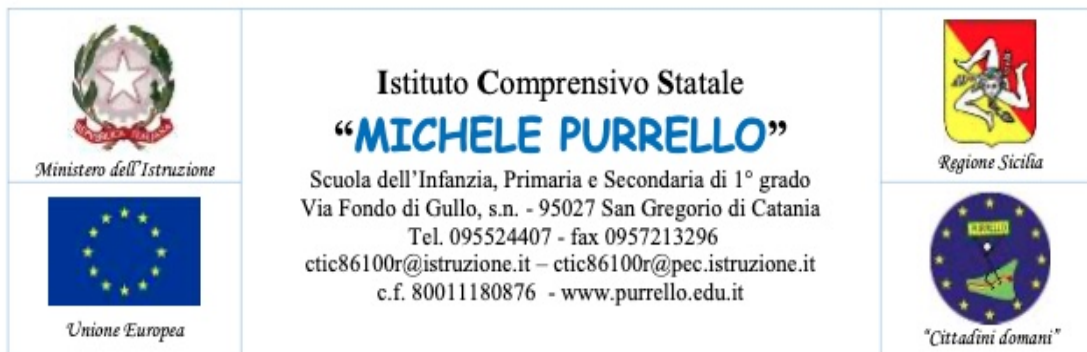 REPVBBLICA ITALIANA
Ministero dell'Istruzione
Unione Europea
Istituto Comprensivo Statale
“MICHELE PURRELLO”
Scuola dell’Infanzia, Primaria e Secondaria di 1° grado
Via Fondo di Gullo, s.n. - 95027 San Gregorio di Catania
Tel. 095524407 - fax 0957213296
ctic86100r@istruzione.it – ctic86100r@pec.istruzione.it
c.f. 80011180876 - www.purrello.edu.it
Regione Sicilia
“Cittadini domani”